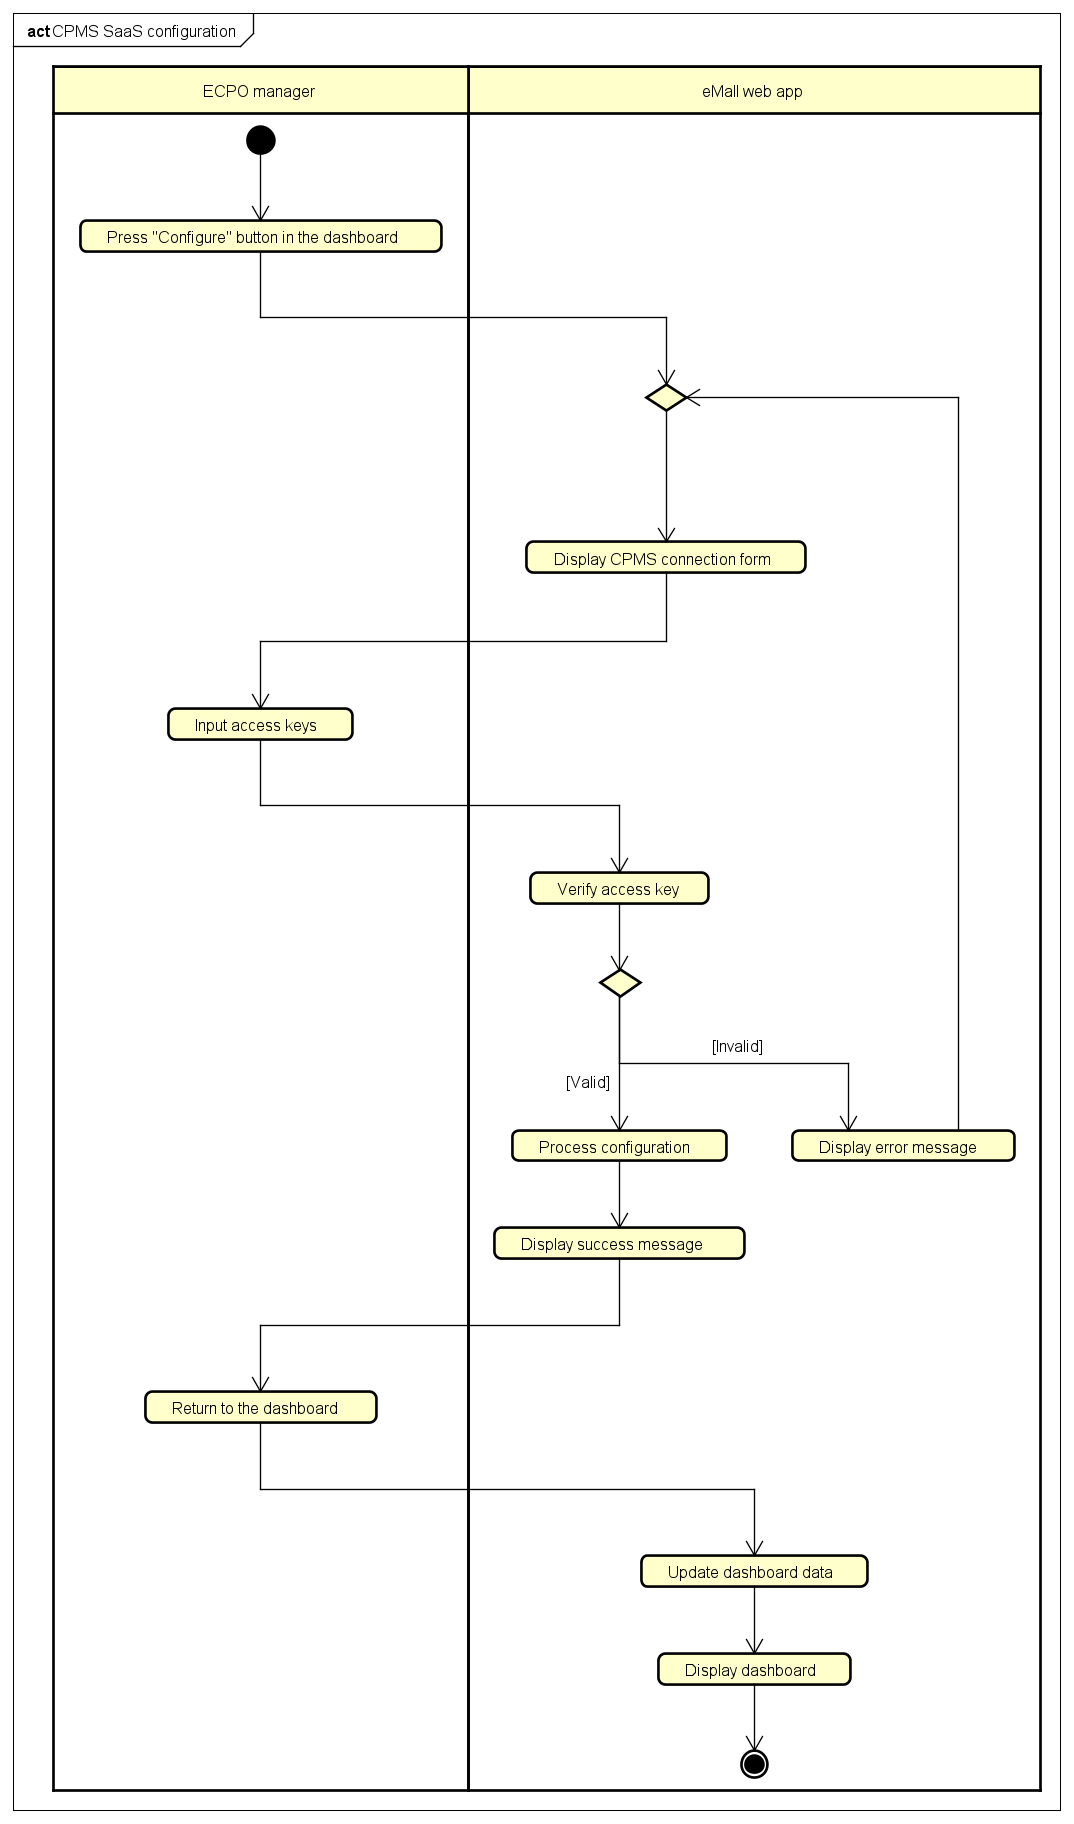 act CPMS SaaS configuration
ECPO manager
eMall web app
Press "Configure" button in the dashboard
Display CPMS connection form
Input access keys
Verify access key
[Invalid]
[Valid]
Process configuration
Display error message
Display success message
Return to the dashboard
Update dashboard data
Display dashboard